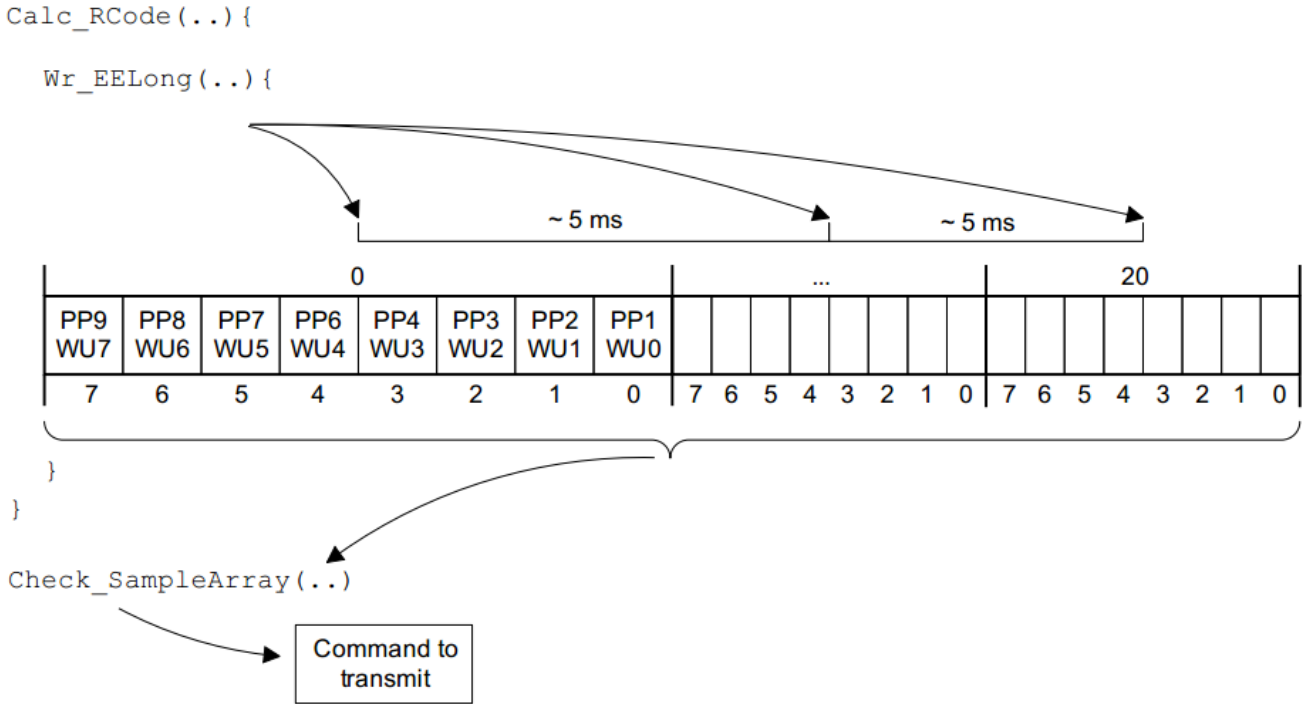 Calc_RCode(..){
Wr_EELong(..){
~ 5 ms ~ 5 ms
0 ... 20
PP9 PP8 PP7 PP6 PP4 PP3 PP2 PP1
WU7 WU6 WU5 WU4 WU3 WU2 WU1 WU0
7 6 5 4 3 2 1 0 7 6 5 4 3 2 1 0 7 6 5 4 3 2 1 0
}
}
Check_SampleArray(..)
Command to
transmit